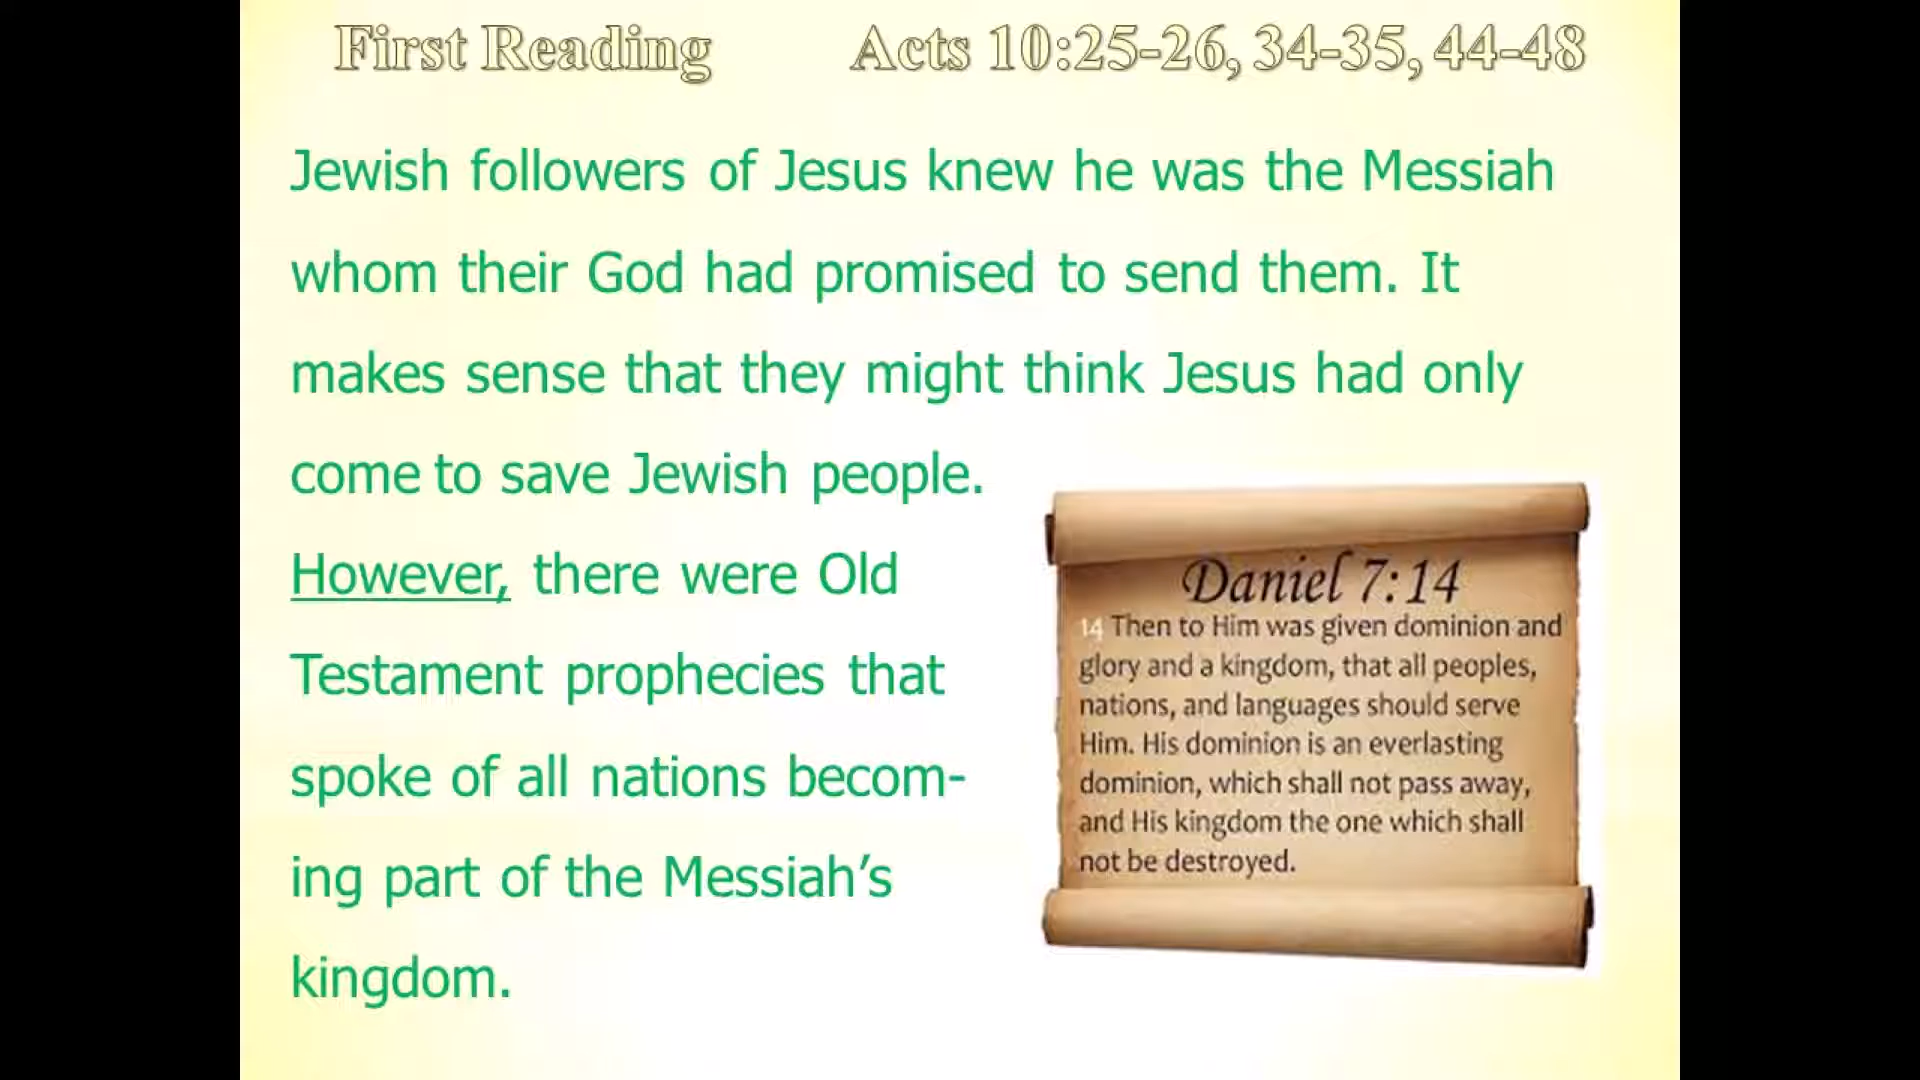 First Reading Acts 10:25-26, 34-35, 44-48
Jewish followers of Jesus knew he was the Messiah
whom their God had promised to send them. It
makes sense that they might think Jesus had only
come to save Jewish people.
However, there were Old
Testament prophecies that
spoke of all nations becom-
ing part of the Messiah’s
kingdom.
Daniel 7:14
14 Then to Him was given dominion and
glory and a kingdom, that all peoples,
nations, and languages should serve
Him. His dominion is an everlasting
dominion, which shall not pass away,
and His kingdom the one which shall
not be destroyed.